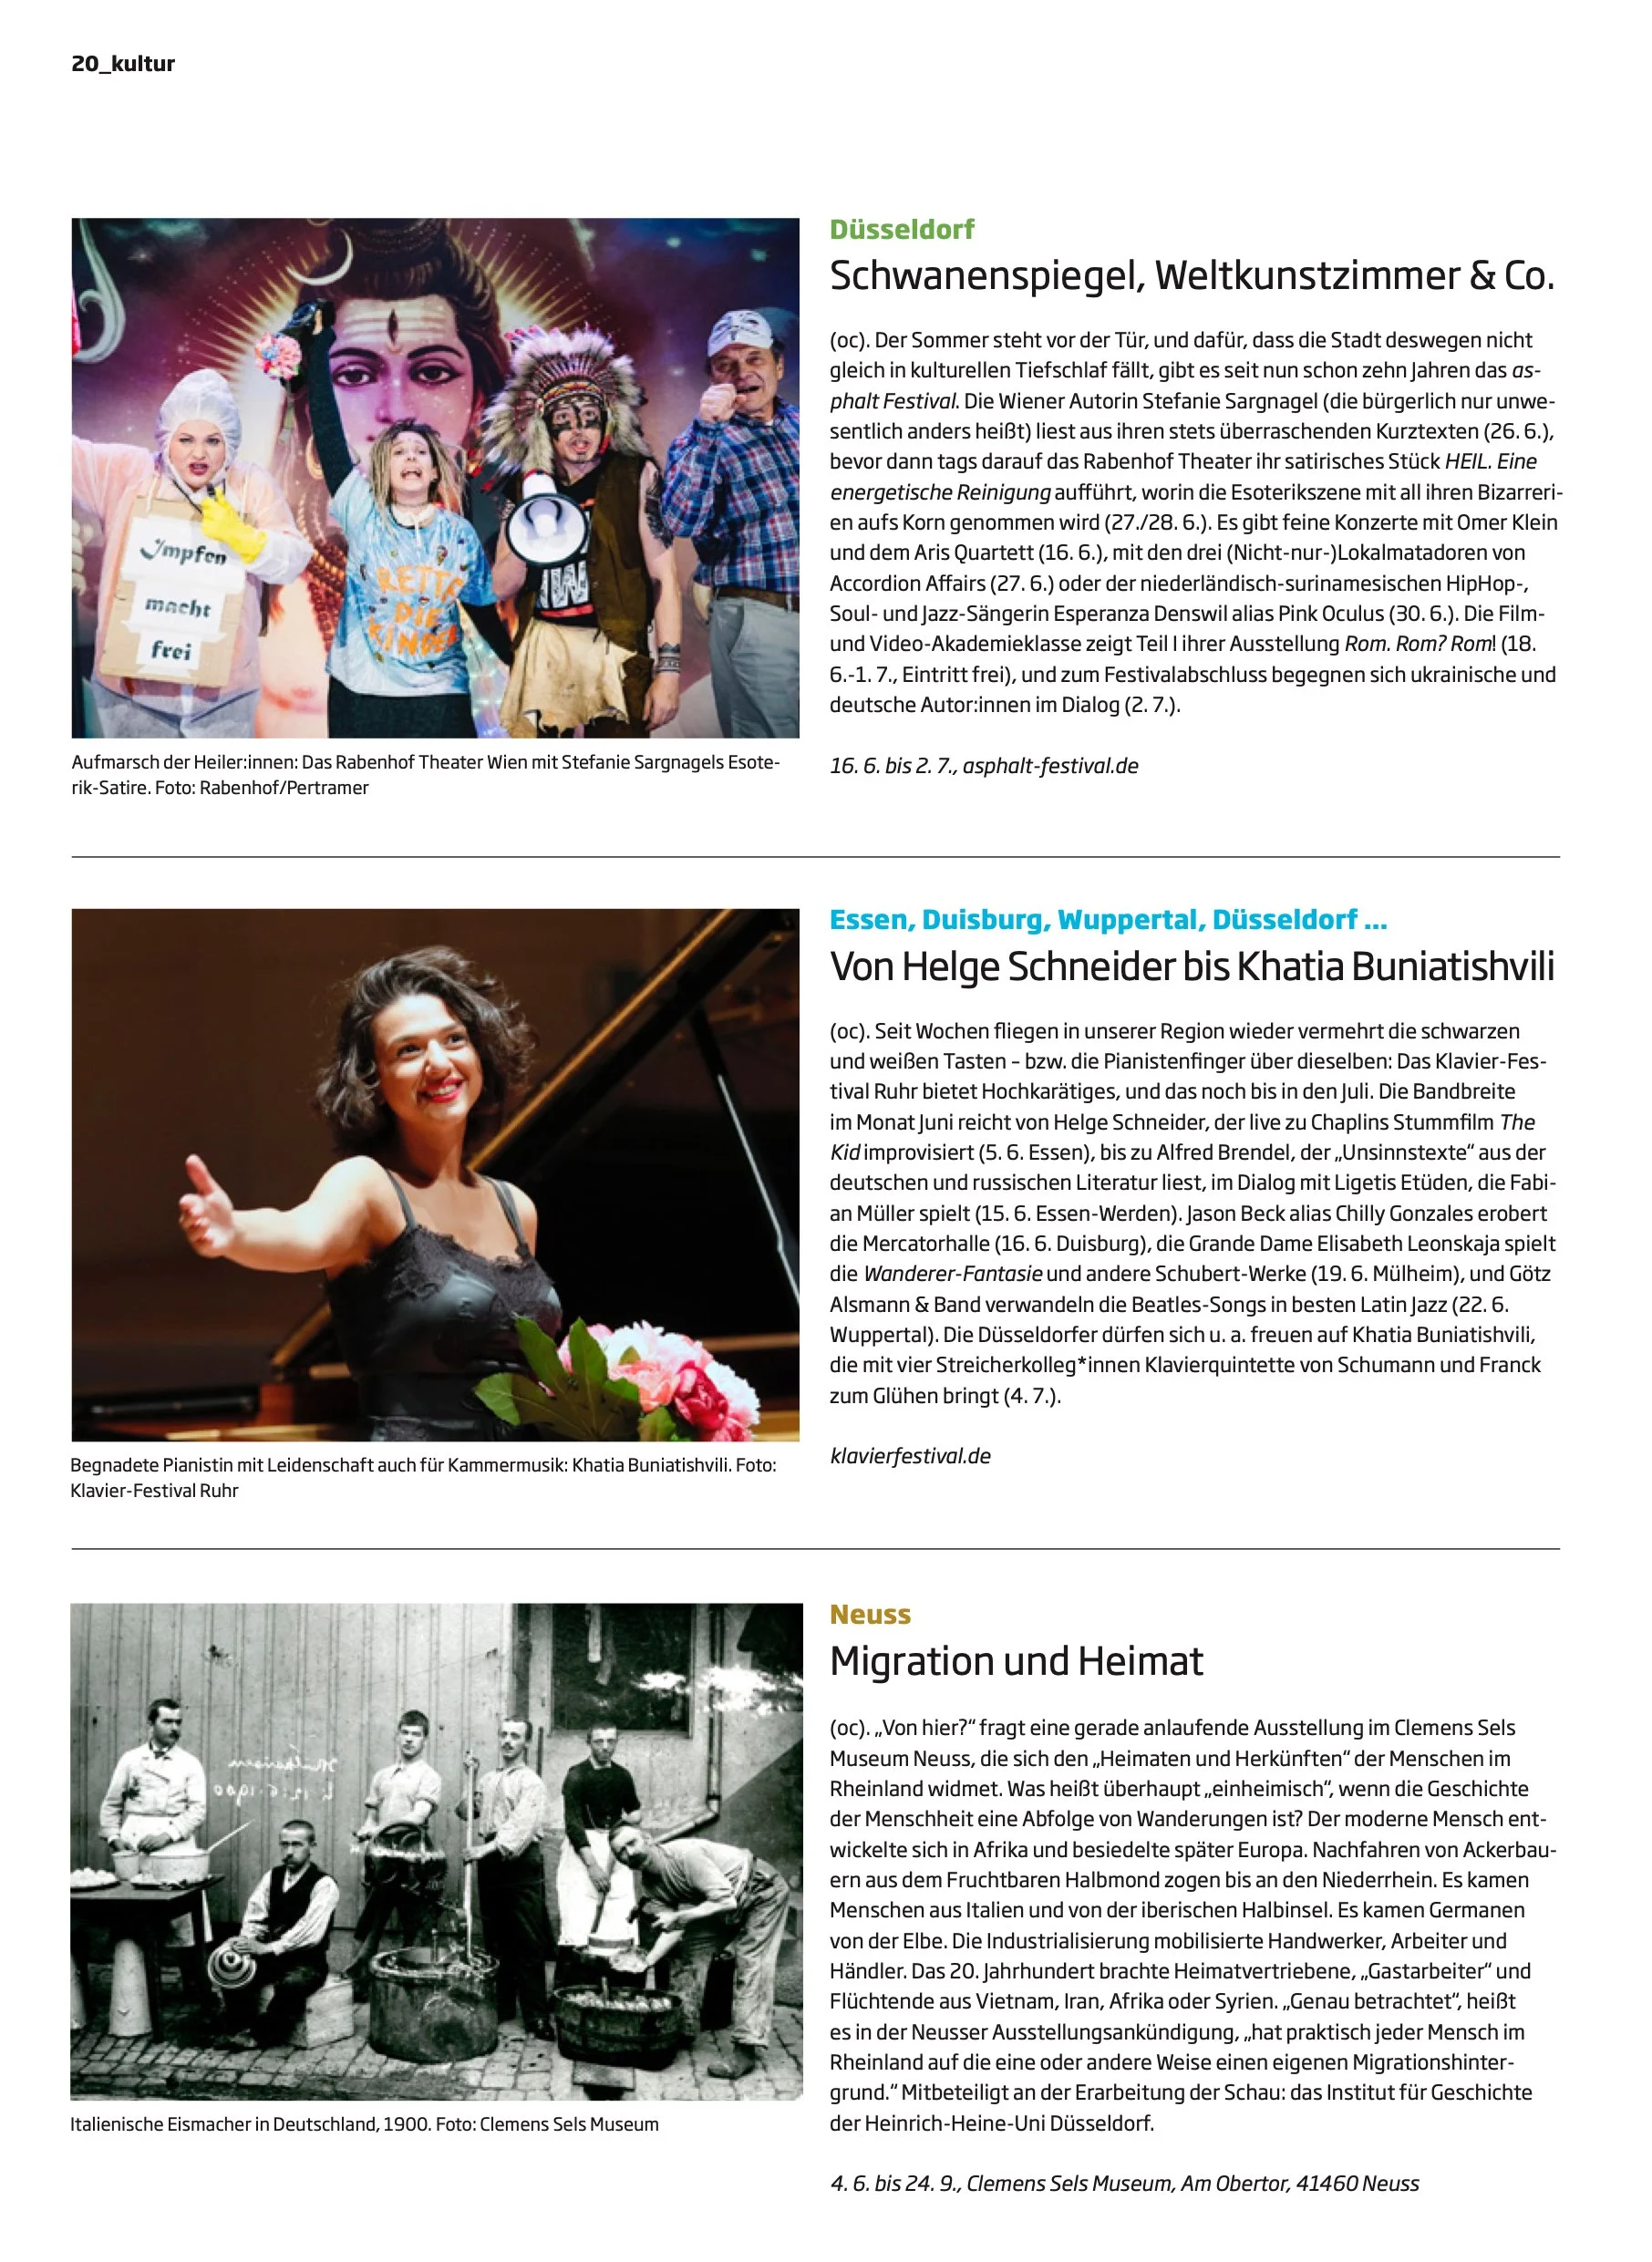 20_kultur
Impfen
macht
frei
RETTE
DIE
KINDER
Aufmarsch der Heiler:innen: Das Rabenhof Theater Wien mit Stefanie Sargnagels Esote-
rik-Satire. Foto: Rabenhof/Pertramer
Düsseldorf
Schwanenspiegel, Weltkunstzimmer & Co.
(oc). Der Sommer steht vor der Tür, und dafür, dass die Stadt deswegen nicht
gleich in kulturellen Tiefschlaf fällt, gibt es seit nun schon zehn Jahren das as-
phalt Festival. Die Wiener Autorin Stefanie Sargnagel (die bürgerlich nur unwe-
sentlich anders heißt) liest aus ihren stets überraschenden Kurztexten (26. 6.),
bevor dann tags darauf das Rabenhof Theater ihr satirisches Stück HEIL. Eine
energetische Reinigung aufführt, worin die Esoterikszene mit all ihren Bizarreri-
en aufs Korn genommen wird (27./28. 6.). Es gibt feine Konzerte mit Omer Klein
und dem Aris Quartett (16. 6.), mit den drei (Nicht-nur-)Lokalmatadoren von
Accordion Affairs (27. 6.) oder der niederländisch-surinamesischen HipHop-,
Soul- und Jazz-Sängerin Esperanza Denswil alias Pink Oculus (30. 6.). Die Film-
und Video-Akademieklasse zeigt Teil I ihrer Ausstellung Rom. Rom? Rom! (18.
6.-1. 7., Eintritt frei), und zum Festivalabschluss begegnen sich ukrainische und
deutsche Autor:innen im Dialog (2. 7.).
16. 6. bis 2. 7., asphalt-festival.de
Begnadete Pianistin mit Leidenschaft auch für Kammermusik: Khatia Buniatishvili. Foto:
Klavier-Festival Ruhr
Essen, Duisburg, Wuppertal, Düsseldorf ...
Von Helge Schneider bis Khatia Buniatishvili
(oc). Seit Wochen fliegen in unserer Region wieder vermehrt die schwarzen
und weißen Tasten – bzw. die Pianistenfinger über dieselben: Das Klavier-Fes-
tival Ruhr bietet Hochkarätiges, und das noch bis in den Juli. Die Bandbreite
im Monat Juni reicht von Helge Schneider, der live zu Chaplins Stummfilm The
Kid improvisiert (5. 6. Essen), bis zu Alfred Brendel, der „Unsinnstexte“ aus der
deutschen und russischen Literatur liest, im Dialog mit Ligetis Etüden, die Fabi-
an Müller spielt (15. 6. Essen-Werden). Jason Beck alias Chilly Gonzales erobert
die Mercatorhalle (16. 6. Duisburg), die Grande Dame Elisabeth Leonskaja spielt
die Wanderer-Fantasie und andere Schubert-Werke (19. 6. Mülheim), und Götz
Alsmann & Band verwandeln die Beatles-Songs in besten Latin Jazz (22. 6.
Wuppertal). Die Düsseldorfer dürfen sich u. a. freuen auf Khatia Buniatishvili,
die mit vier Streicherkolleg*innen Klavierquintette von Schumann und Franck
zum Glühen bringt (4. 7.).
klavierfestival.de
Italienische Eismacher in Deutschland, 1900. Foto: Clemens Sels Museum
Neuss
Migration und Heimat
(oc). „Von hier?“ fragt eine gerade anlaufende Ausstellung im Clemens Sels
Museum Neuss, die sich den „Heimaten und Herkünften“ der Menschen im
Rheinland widmet. Was heißt überhaupt „einheimisch“, wenn die Geschichte
der Menschheit eine Abfolge von Wanderungen ist? Der moderne Mensch ent-
wickelte sich in Afrika und besiedelte später Europa. Nachfahren von Ackerbau-
ern aus dem Fruchtbaren Halbmond zogen bis an den Niederrhein. Es kamen
Menschen aus Italien und von der iberischen Halbinsel. Es kamen Germanen
von der Elbe. Die Industrialisierung mobilisierte Handwerker, Arbeiter und
Händler. Das 20. Jahrhundert brachte Heimatvertriebene, „Gastarbeiter“ und
Flüchtende aus Vietnam, Iran, Afrika oder Syrien. „Genau betrachtet“, heißt
es in der Neusser Ausstellungsankündigung, „hat praktisch jeder Mensch im
Rheinland auf die eine oder andere Weise einen eigenen Migrationshinter-
grund.“ Mitbeteiligt an der Erarbeitung der Schau: das Institut für Geschichte
der Heinrich-Heine-Uni Düsseldorf.
4. 6. bis 24. 9., Clemens Sels Museum, Am Obertor, 41460 Neuss